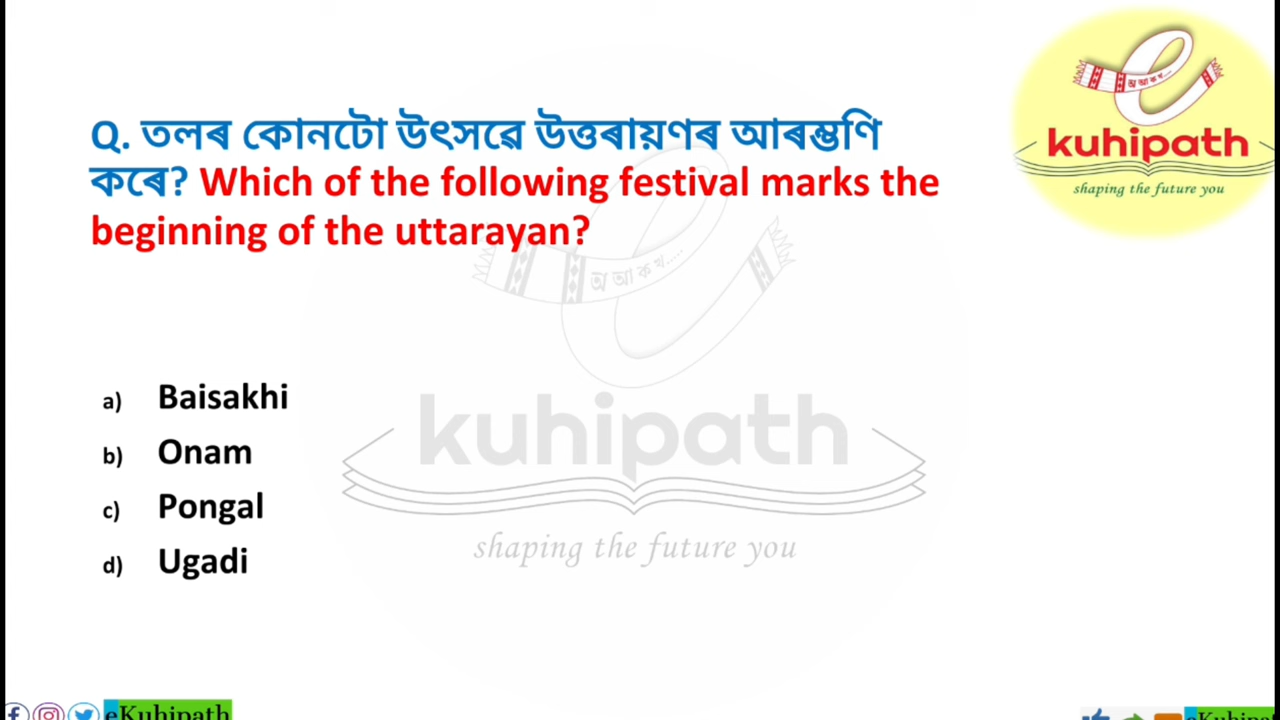 Q. তলৰ কোনটো উৎসৱে উত্তৰায়ণৰ আৰম্ভণি
কৰে? Which of the following festival marks the
beginning of the uttarayan?
a) Baisakhi
b) Onam
c) Pongal
d) Ugadi
অ আ ক খ....
kuhipath
shaping the future you
অ আ ক খ.....
kuhipath
shaping the future you
eKuhipath